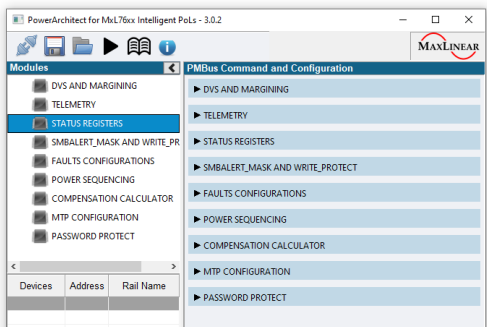 PowerArchitect for MxL76xx Intelligent PoLs - 3.0.2
MAXLINEAR
Modules
DVS AND MARGINING
TELEMETRY
STATUS REGISTERS
SMBALERT_MASK AND WRITE_PR
FAULTS CONFIGURATIONS
POWER SEQUENCING
COMPENSATION CALCULATOR
MTP CONFIGURATION
PASSWORD PROTECT
Devices Address Rail Name
PMBus Command and Configuration
DVS AND MARGINING
TELEMETRY
STATUS REGISTERS
SMBALERT_MASK AND WRITE_PROTECT
FAULTS CONFIGURATIONS
POWER SEQUENCING
COMPENSATION CALCULATOR
MTP CONFIGURATION
PASSWORD PROTECT